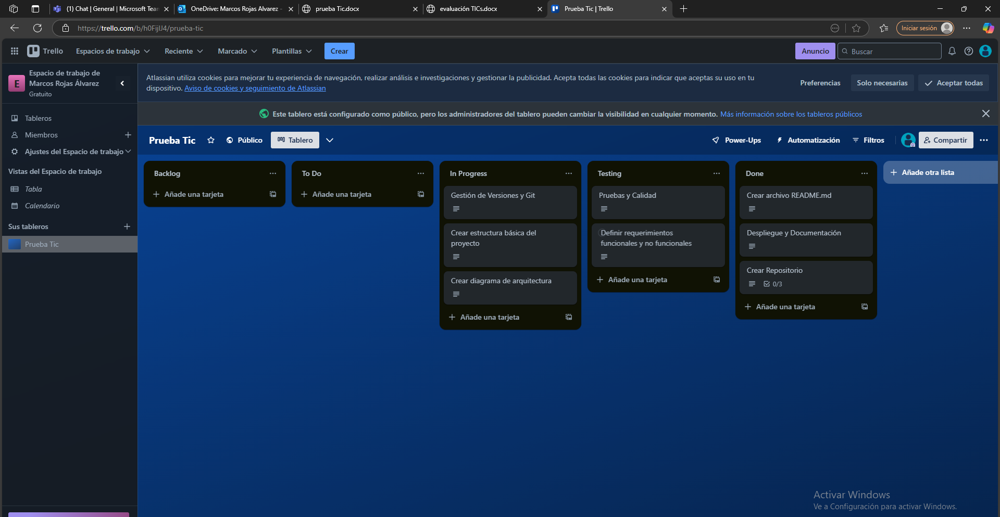 (1) Chat | General | Microsoft Tean
OneDrive: Marcos Rojas Alvarez -
prueba Tic.docx
evaluación TICs.docx
Prueba Tic | Trello
Iniciar sesión
Trello
Espacios de trabajo
Reciente
Marcado
Plantillas
Crear
Anuncio
Buscar
E
Espacio de trabajo de
Marcos Rojas Álvarez
Gratuito
Atlassian utiliza cookies para mejorar tu experiencia de navegación, realizar análisis e investigaciones y gestionar la publicidad. Acepta todas las cookies para indicar que aceptas su uso en tu
dispositivo. Aviso de cookies y seguimiento de Atlassian
Preferencias
Solo necesarias
Aceptar todas
Este tablero está configurado como público, pero los administradores del tablero pueden cambiar la visibilidad en cualquier momento. Más información sobre los tableros públicos
Tableros
Miembros
Ajustes del Espacio de trabajo
Vistas del Espacio de trabajo
Tabla
Calendario
Sus tableros
Prueba Tic
Prueba Tic
Público
Tablero
Power-Ups
Automatización
Filtros
Compartir
Backlog
Añade una tarjeta
To Do
Añade una tarjeta
In Progress
Gestión de Versiones y Git
Crear estructura básica del
proyecto
Crear diagrama de arquitectura
Añade una tarjeta
Testing
Pruebas y Calidad
Definir requerimientos
funcionales y no funcionales
Añade una tarjeta
Done
Crear archivo README.md
Despliegue y Documentación
Crear Repositorio
0/3
Añade una tarjeta
Añade otra lista
Activar Windows
Ve a Configuración para activar Windows.